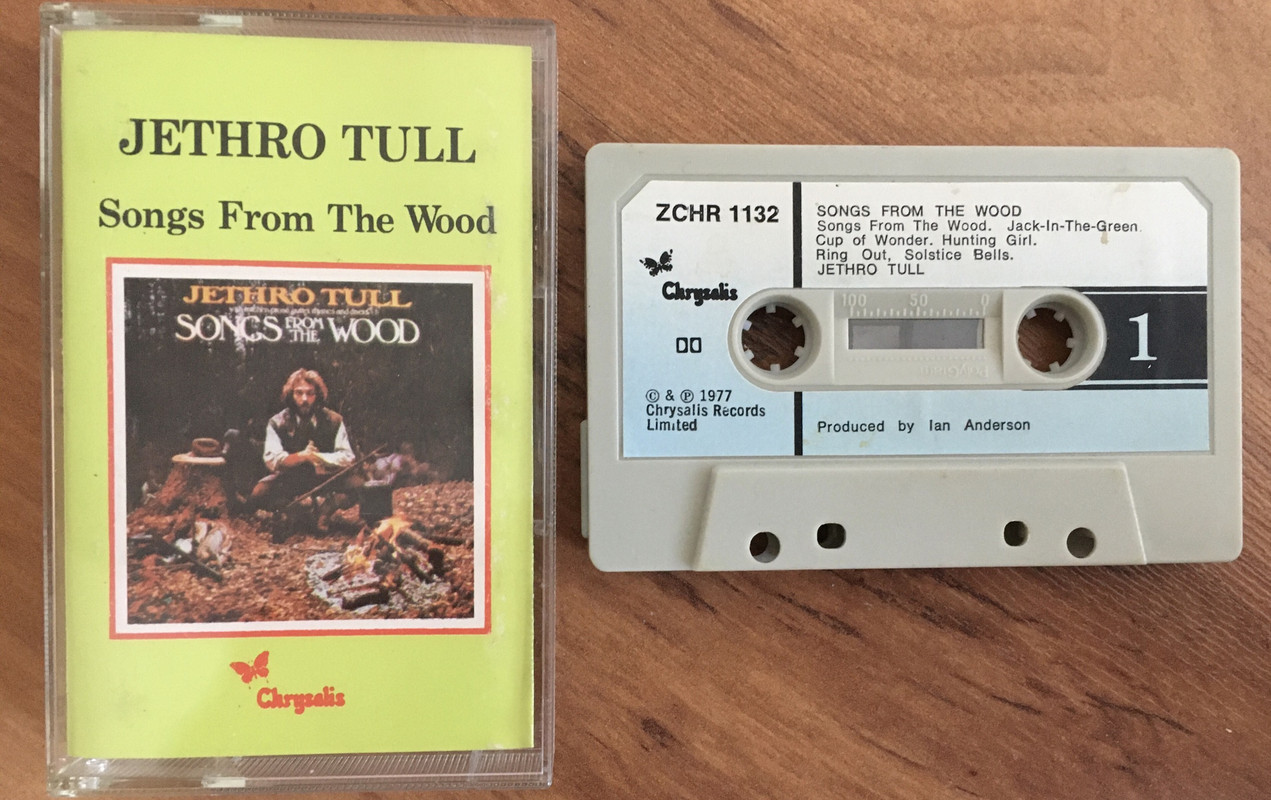 JETHRO TULL
Songs From The Wood
JETHRO TULL
SONGS FROM THE WOOD
Chrysalis
ZCHR 1132
Chrysalis
© & ℗ 1977
Chrysalis Records
Limited
SONGS FROM THE WOOD
Songs From The Wood. Jack-In-The-Green.
Cup of Wonder. Hunting Girl.
Ring Out, Solstice Bells.
JETHRO TULL
100 50 0
1
Produced by Ian Anderson